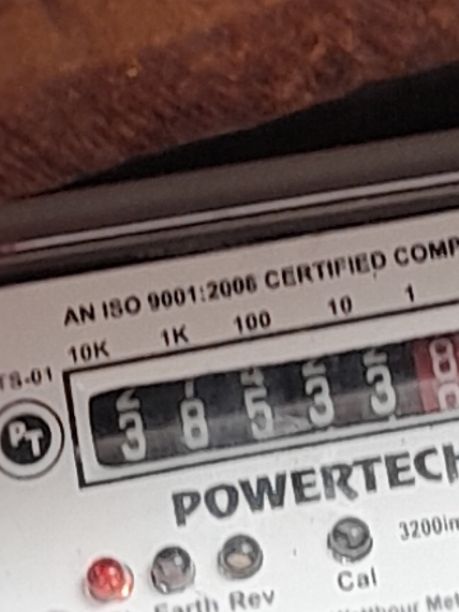 AN ISO 9001:2008 CERTIFIED COMP
10K 1K 100 10 1
TS-01
PT
3 8 5 3 3
POWERTECH
3200im
Earth Rev
Cal